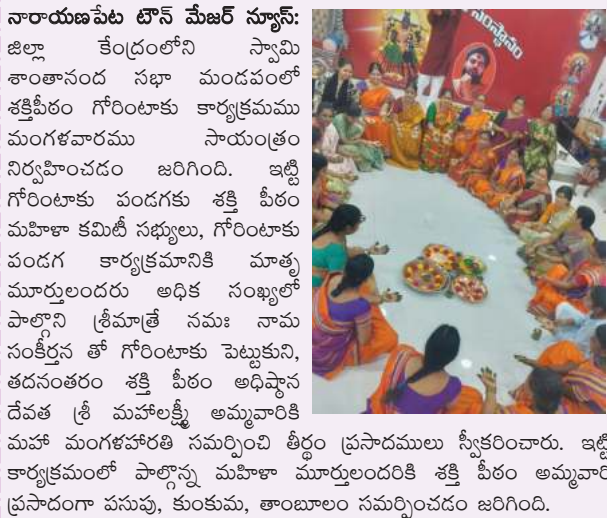 నారాయణపేట టౌన్ మేజర్ న్యూస్:
జిల్లా కేంద్రంలోని స్వామి
శాంతానంద సభా మండపంలో
శక్తిపీఠం గోరింటాకు కార్యక్రమము
మంగళవారము సాయంత్రం
నిర్వహించడం జరిగింది. ఇట్టి
గోరింటాకు పండగకు శక్తి పీఠం
మహిళా కమిటీ సభ్యులు, గోరింటాకు
పండగ కార్యక్రమానికి మాతృ
మూర్తులందరు అధిక సంఖ్యలో
పాల్గొని శ్రీమాత్రే నమః నామ
సంకీర్తన తో గోరింటాకు పెట్టుకుని,
తదనంతరం శక్తి పీఠం అధిష్ఠాన
దేవత శ్రీ మహాలక్ష్మీ అమ్మవారికి
మహా మంగళహారతి సమర్పించి తీర్థం ప్రసాదములు స్వీకరించారు. ఇట్టి
కార్యక్రమంలో పాల్గొన్న మహిళా మూర్తులందరికి శక్తి పీఠం అమ్మవారి
ప్రసాదంగా పసుపు, కుంకుమ, తాంబూలం సమర్పించడం జరిగింది.
సంస్థానం